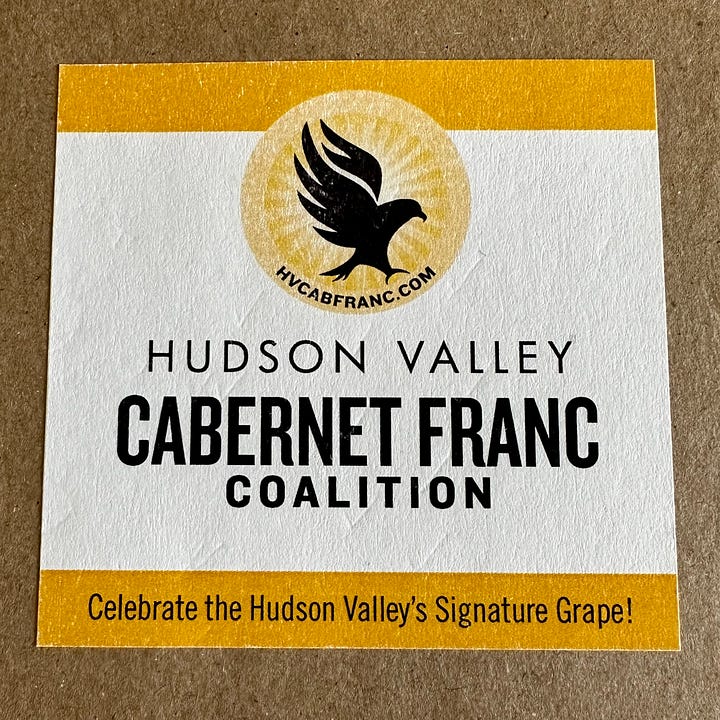 HVCABFRANC.COM
HUDSON VALLEY
CABERNET FRANC
COALITION
Celebrate the Hudson Valley's Signature Grape!